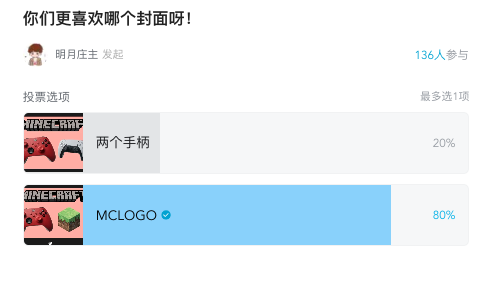 你们更喜欢哪个封面呀！
明月庄主 发起
136人参与
投票选项
最多选1项
MINECRAFT
两个手柄
20%
MINECRAFT
MCLOGO
80%